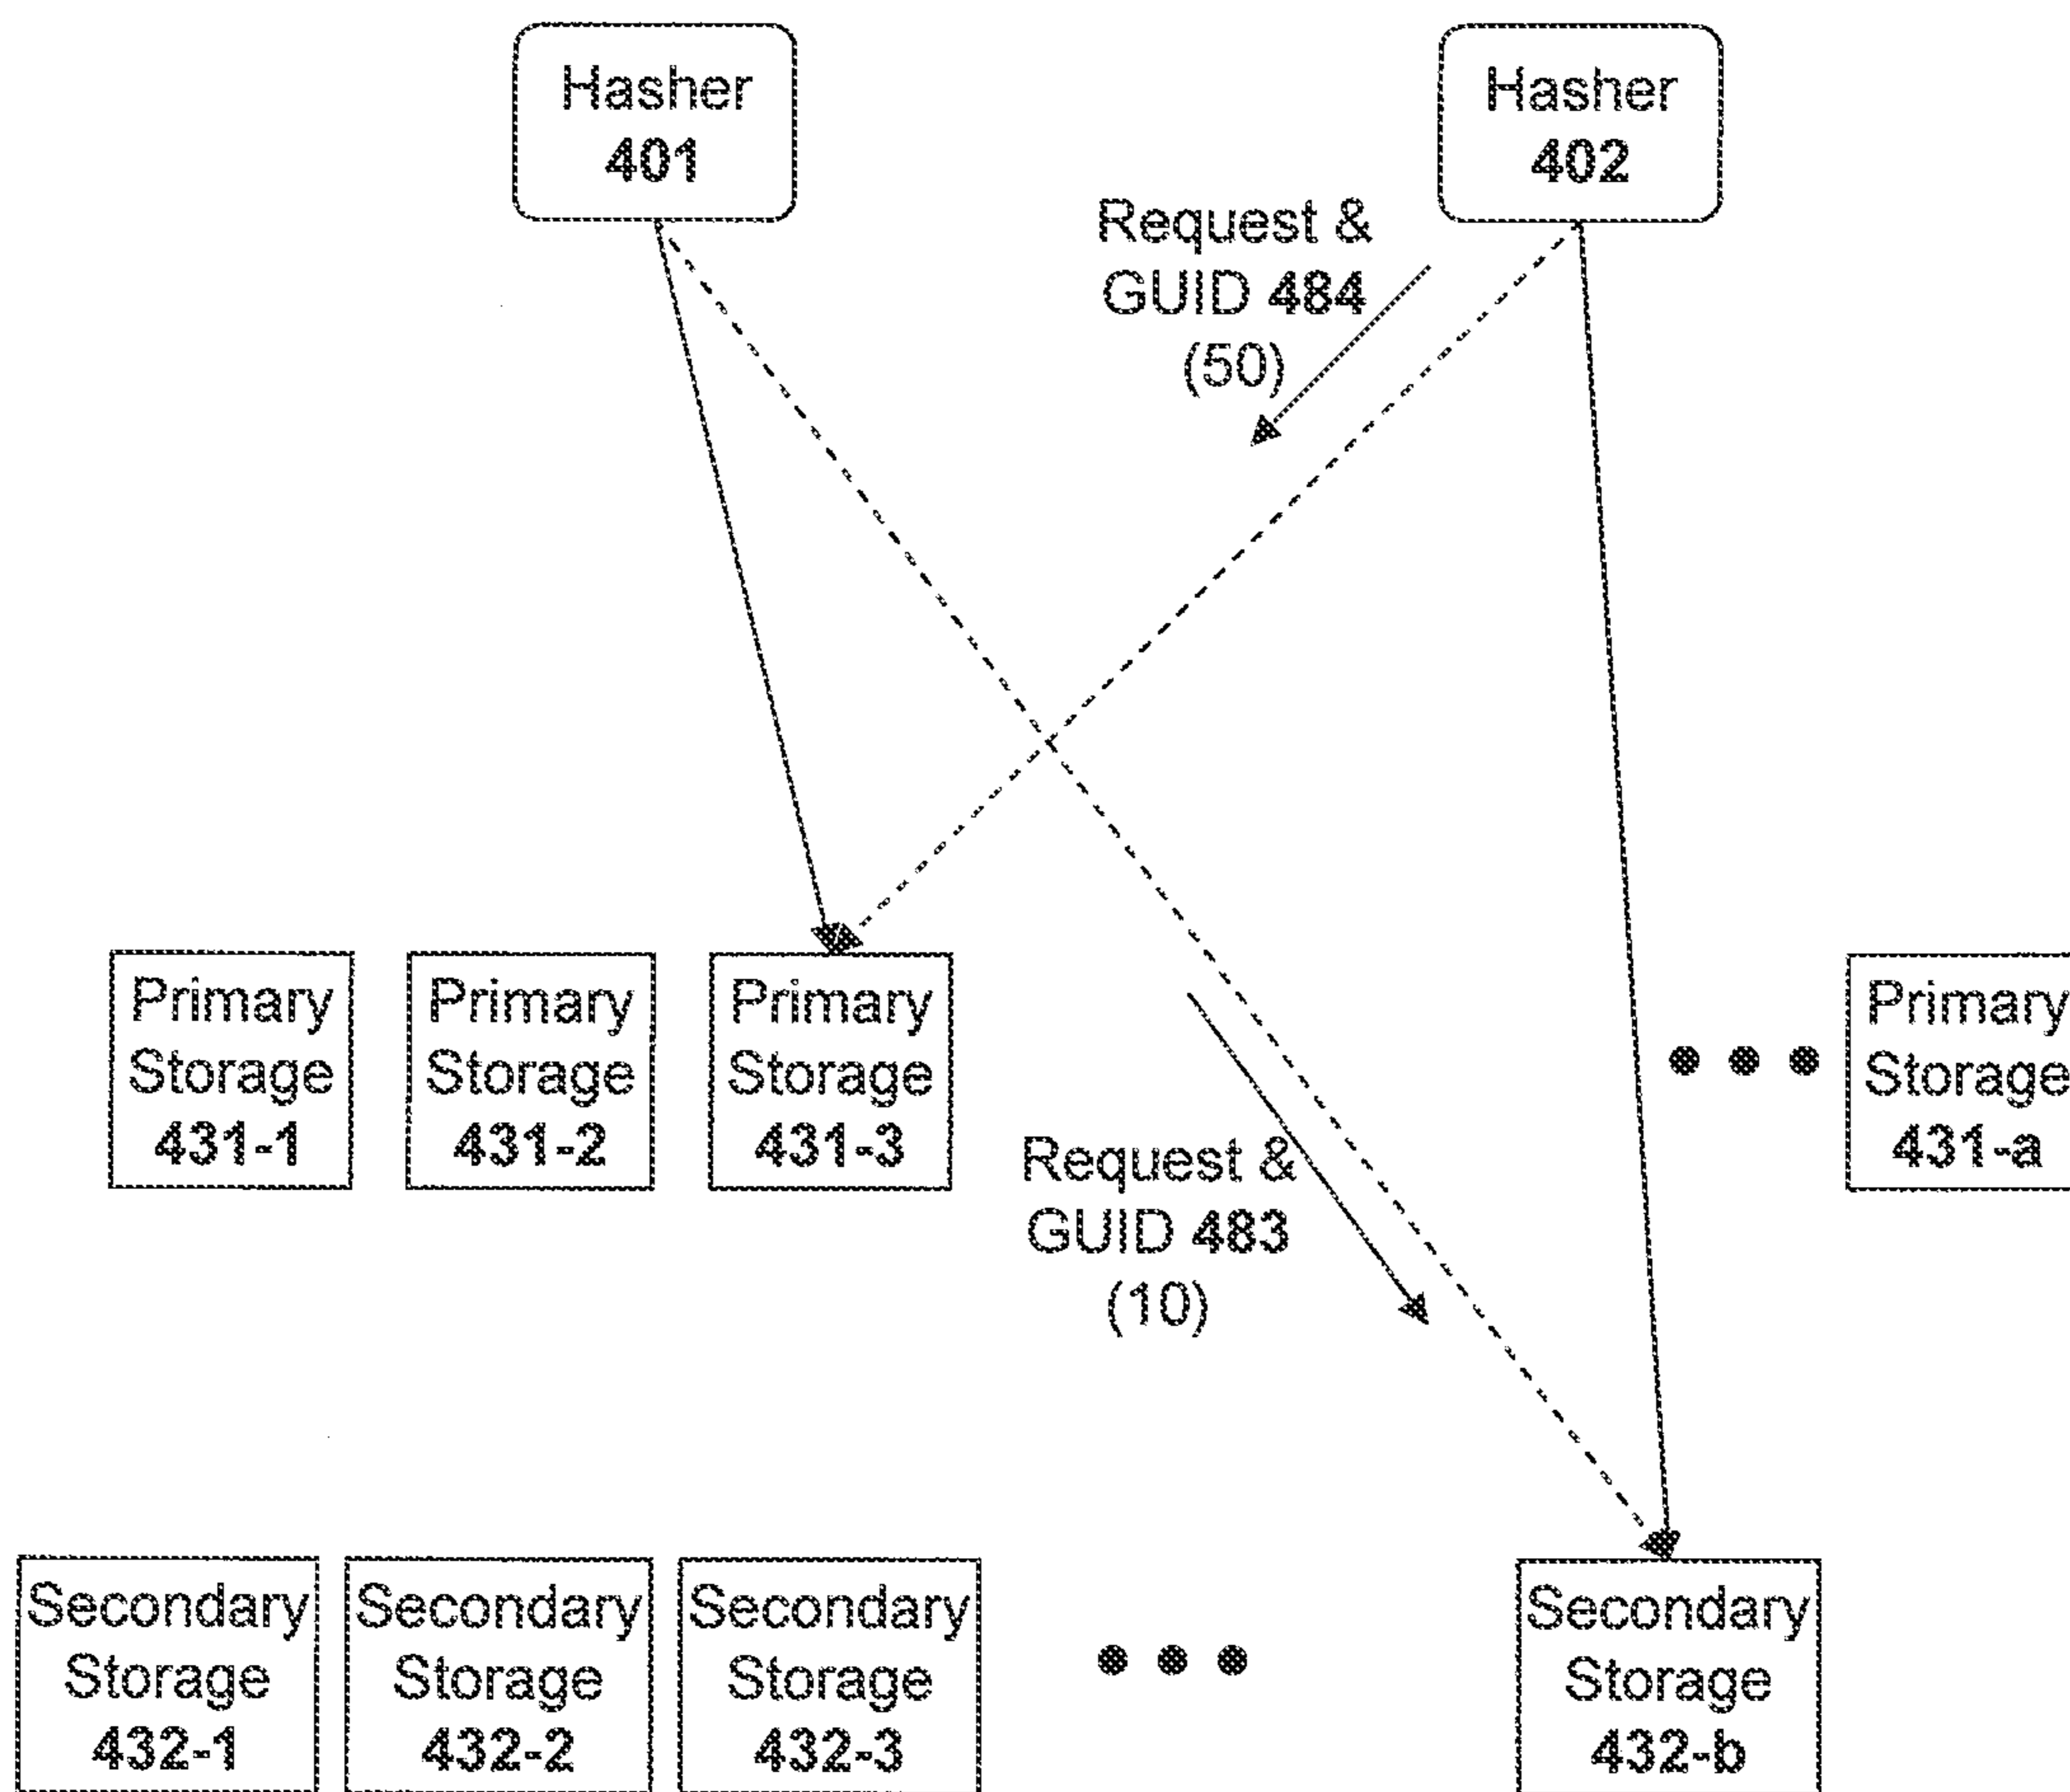 Hasher
401
Hasher
402
Request &
GUID 484
(50)
Primary
Storage
431-1
Primary
Storage
431-2
Primary
Storage
431-3
Primary
Storage
431-a
Request &
GUID 483
(10)
Secondary
Storage
432-1
Secondary
Storage
432-2
Secondary
Storage
432-3
Secondary
Storage
432-b